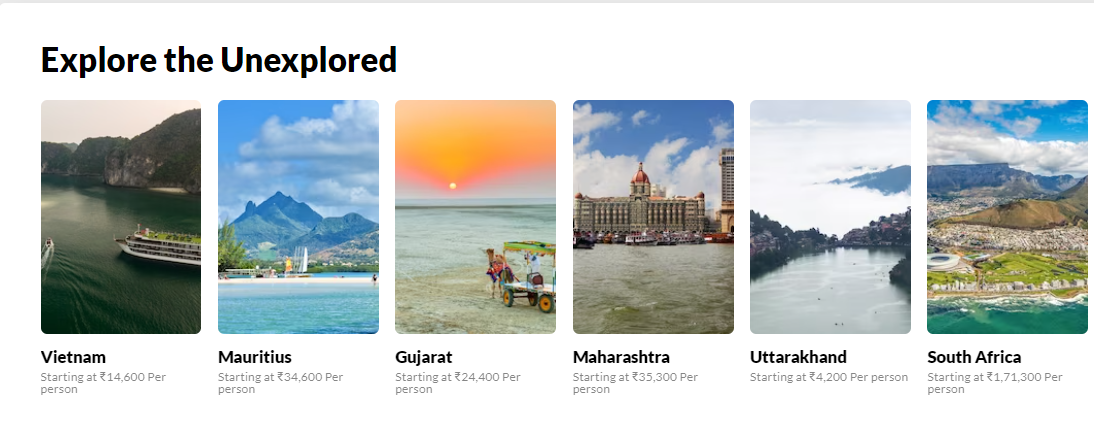 Explore the Unexplored
Vietnam
Starting at ₹14,600 Per
person
Mauritius
Starting at ₹34,600 Per
person
Gujarat
Starting at ₹24,400 Per
person
Maharashtra
Starting at ₹35,300 Per
person
Uttarakhand
Starting at ₹4,200 Per person
South Africa
Starting at ₹1,71,300 Per
person